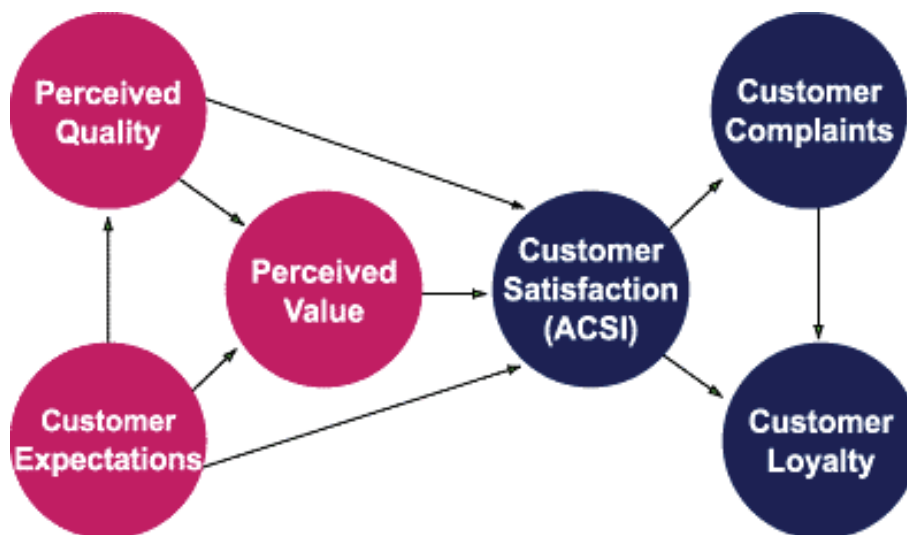 Perceived
Quality
Customer
Complaints
Perceived
Value
Customer
Satisfaction
(ACSI)
Customer
Expectations
Customer
Loyalty